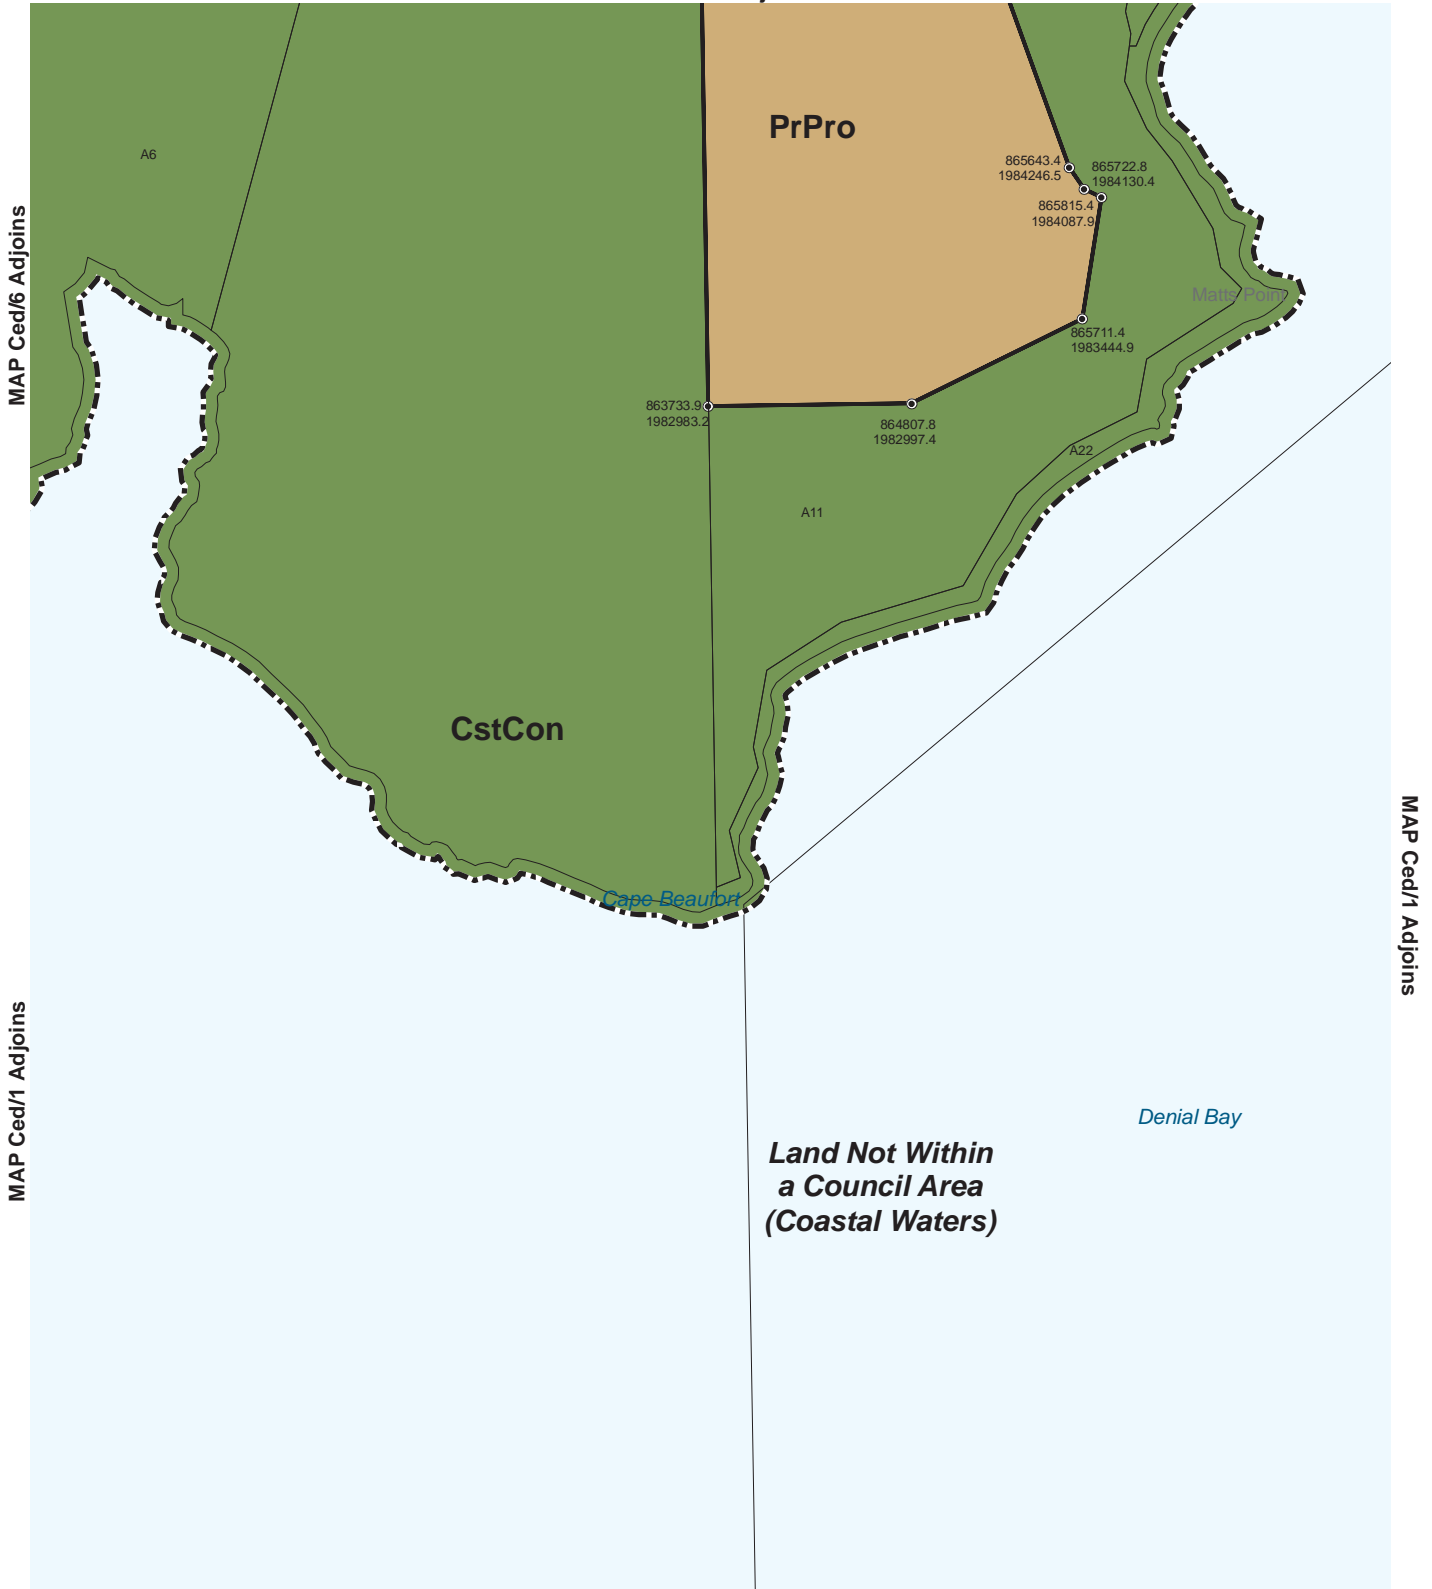 PrPro
A6
865643.4
1984246.5
865722.8
1984130.4
865815.4
1984087.9
MAP Ced/6 Adjoins
Matts Point
865711.4
1983444.9
863733.9
1982983.2
864807.8
1982997.4
A22
A11
CstCon
Cape Beaufort
MAP Ced/1 Adjoins
MAP Ced/1 Adjoins
Denial Bay
Land Not Within
a Council Area
(Coastal Waters)